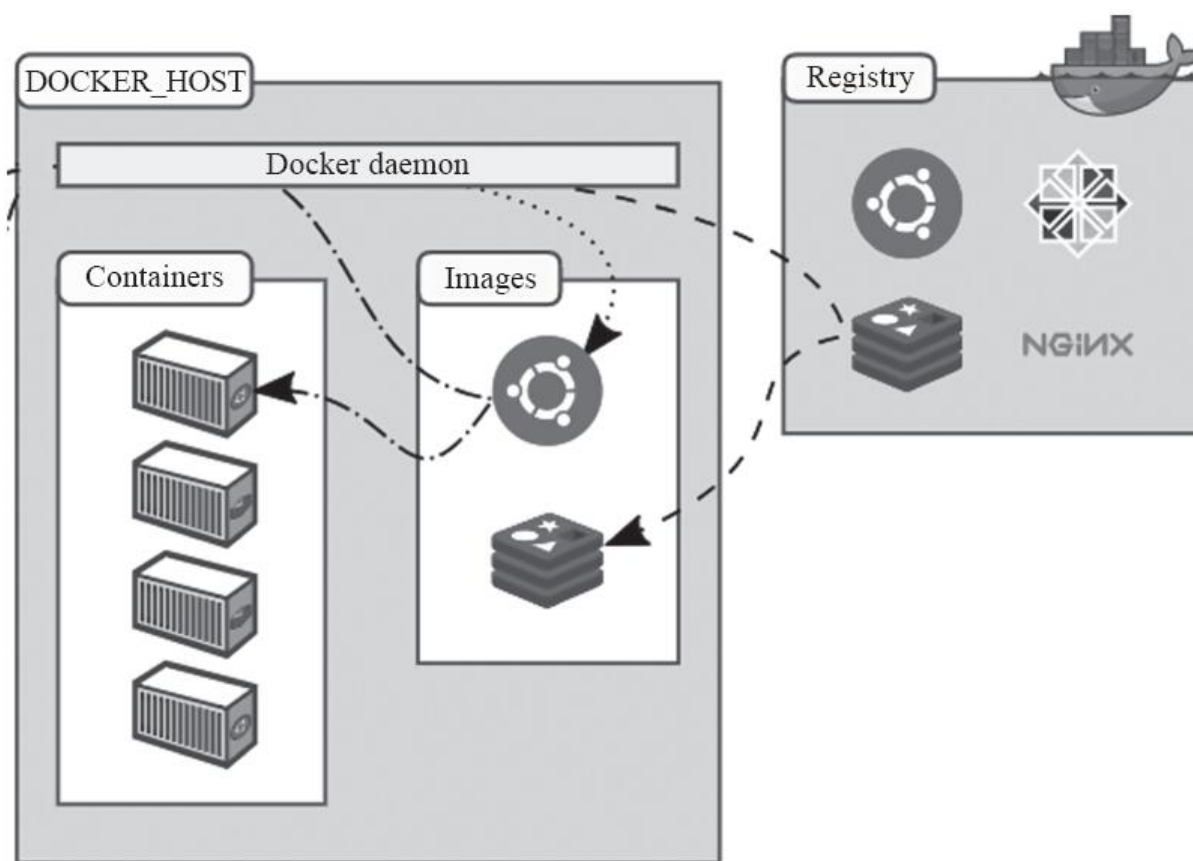 DOCKER_HOST
Registry
Docker daemon
Containers
Images
NGiNX